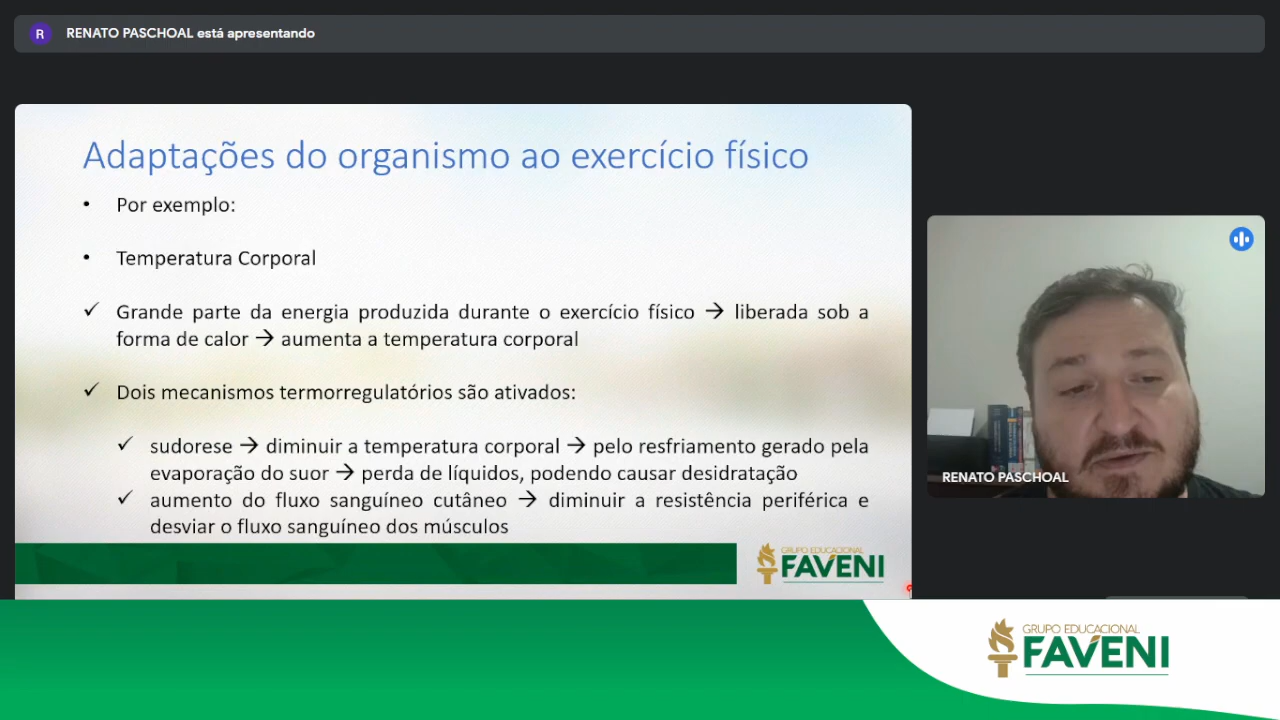 R RENATO PASCHOAL está apresentando
Adaptações do organismo ao exercício físico
• Por exemplo:
• Temperatura Corporal
✓ Grande parte da energia produzida durante o exercício físico → liberada sob a
forma de calor → aumenta a temperatura corporal
✓ Dois mecanismos termorregulatórios são ativados:
✓ sudorese → diminuir a temperatura corporal → pelo resfriamento gerado pela
evaporação do suor → perda de líquidos, podendo causar desidratação
✓ aumento do fluxo sanguíneo cutâneo → diminuir a resistência periférica e
desviar o fluxo sanguíneo dos músculos
GRUPO EDUCACIONAL
FAVENI
RENATO PASCHOAL
GRUPO EDUCACIONAL
FAVENI